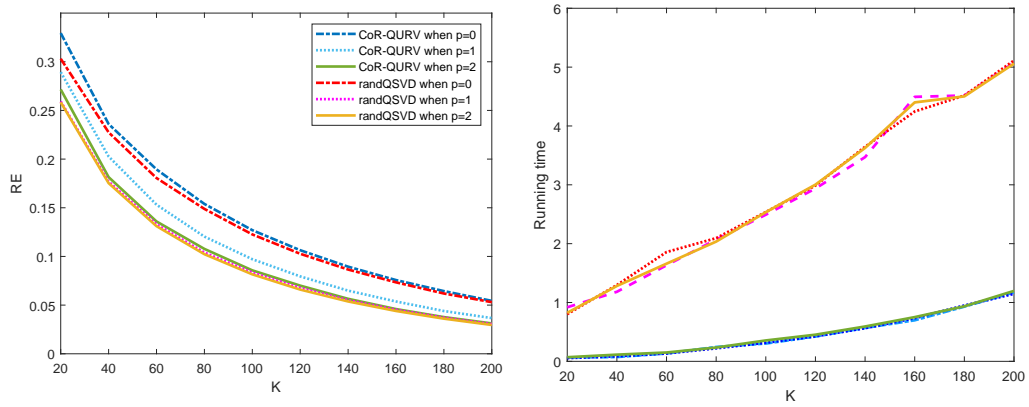 0.3
0.25
0.2
0.15
0.1
0.05
0
RE
20 40 60 80 100 120 140 160 180 200
K
CoR-QURV when p=0
CoR-QURV when p=1
CoR-QURV when p=2
randQSVD when p=0
randQSVD when p=1
randQSVD when p=2
6
5
4
3
2
1
0
Running time
20 40 60 80 100 120 140 160 180 200
K